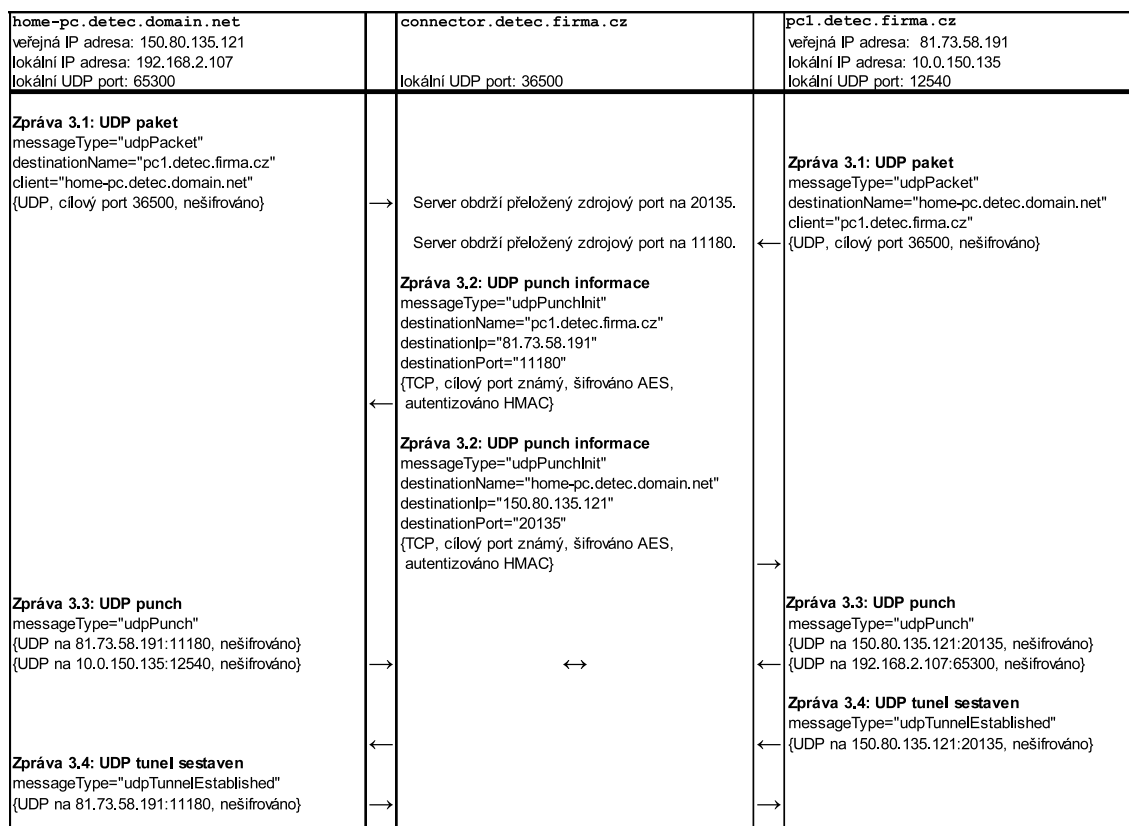 home-pc.detec.domain.net
veřejná IP adresa: 150.80.135.121
lokální IP adresa: 192.168.2.107
lokální UDP port: 65300
connector.detec.firma.cz
lokální UDP port: 36500
pc1.detec.firma.cz
veřejná IP adresa: 81.73.58.191
lokální IP adresa: 10.0.150.135
lokální UDP port: 12540
Zpráva 3.1: UDP paket
messageType="udpPacket"
destinationName="pc1.detec.firma.cz"
client="home-pc.detec.domain.net"
{UDP, cílový port 36500, nešifrováno}
→
Server obdrží přeložený zdrojový port na 20135.
Zpráva 3.1: UDP paket
messageType="udpPacket"
destinationName="home-pc.detec.domain.net"
client="pc1.detec.firma.cz"
{UDP, cílový port 36500, nešifrováno}
←
Server obdrží přeložený zdrojový port na 11180.
Zpráva 3.2: UDP punch informace
messageType="udpPunchInit"
destinationName="pc1.detec.firma.cz"
destinationIp="81.73.58.191"
destinationPort="11180"
{TCP, cílový port známý, šifrováno AES,
autentizováno HMAC}
←
Zpráva 3.2: UDP punch informace
messageType="udpPunchInit"
destinationName="home-pc.detec.domain.net"
destinationIp="150.80.135.121"
destinationPort="20135"
{TCP, cílový port známý, šifrováno AES,
autentizováno HMAC}
→
Zpráva 3.3: UDP punch
messageType="udpPunch"
{UDP na 81.73.58.191:11180, nešifrováno}
{UDP na 10.0.150.135:12540, nešifrováno}
→
↔
←
Zpráva 3.3: UDP punch
messageType="udpPunch"
{UDP na 150.80.135.121:20135, nešifrováno}
{UDP na 192.168.2.107:65300, nešifrováno}
Zpráva 3.4: UDP tunel sestaven
messageType="udpTunnelEstablished"
{UDP na 150.80.135.121:20135, nešifrováno}
←
←
Zpráva 3.4: UDP tunel sestaven
messageType="udpTunnelEstablished"
{UDP na 81.73.58.191:11180, nešifrováno}
→
→